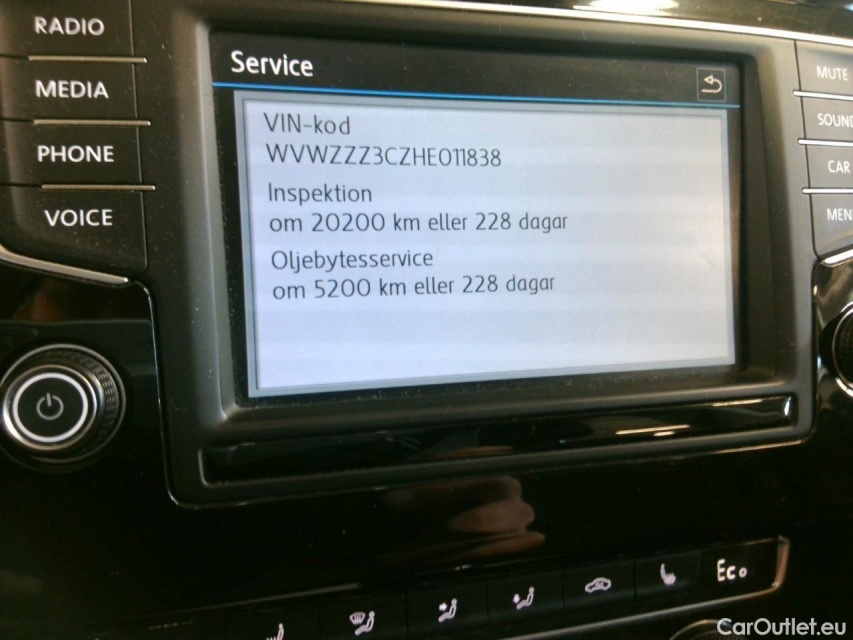 RADIO
MEDIA
PHONE
VOICE
Service
VIN-kod
WVWZZZ3CZHE011838
Inspektion
om 20200 km eller 228 dagar
Oljebytesservice
om 5200 km eller 228 dagar
MUTE
SOUND
CAR
MEN
Eco
CarOutlet.eu